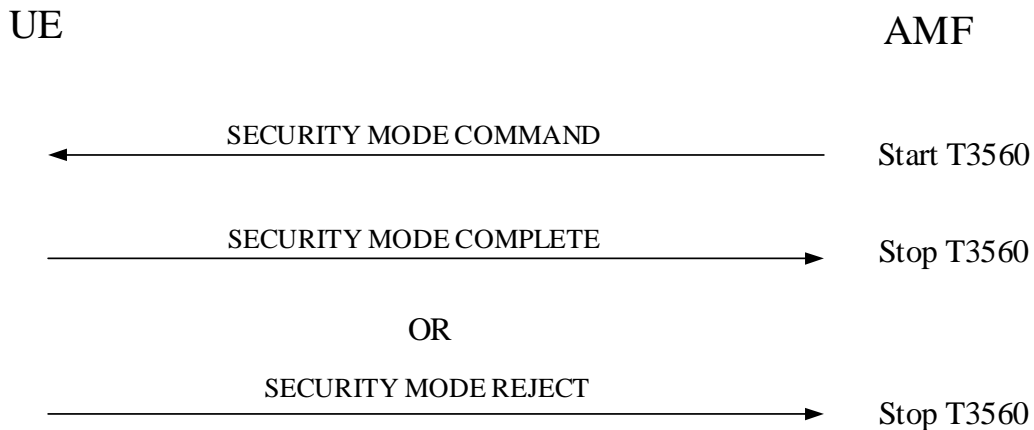 UE
AMF
SECURITY MODE COMMAND
Start T3560
SECURITY MODE COMPLETE
Stop T3560
OR
SECURITY MODE REJECT
Stop T3560